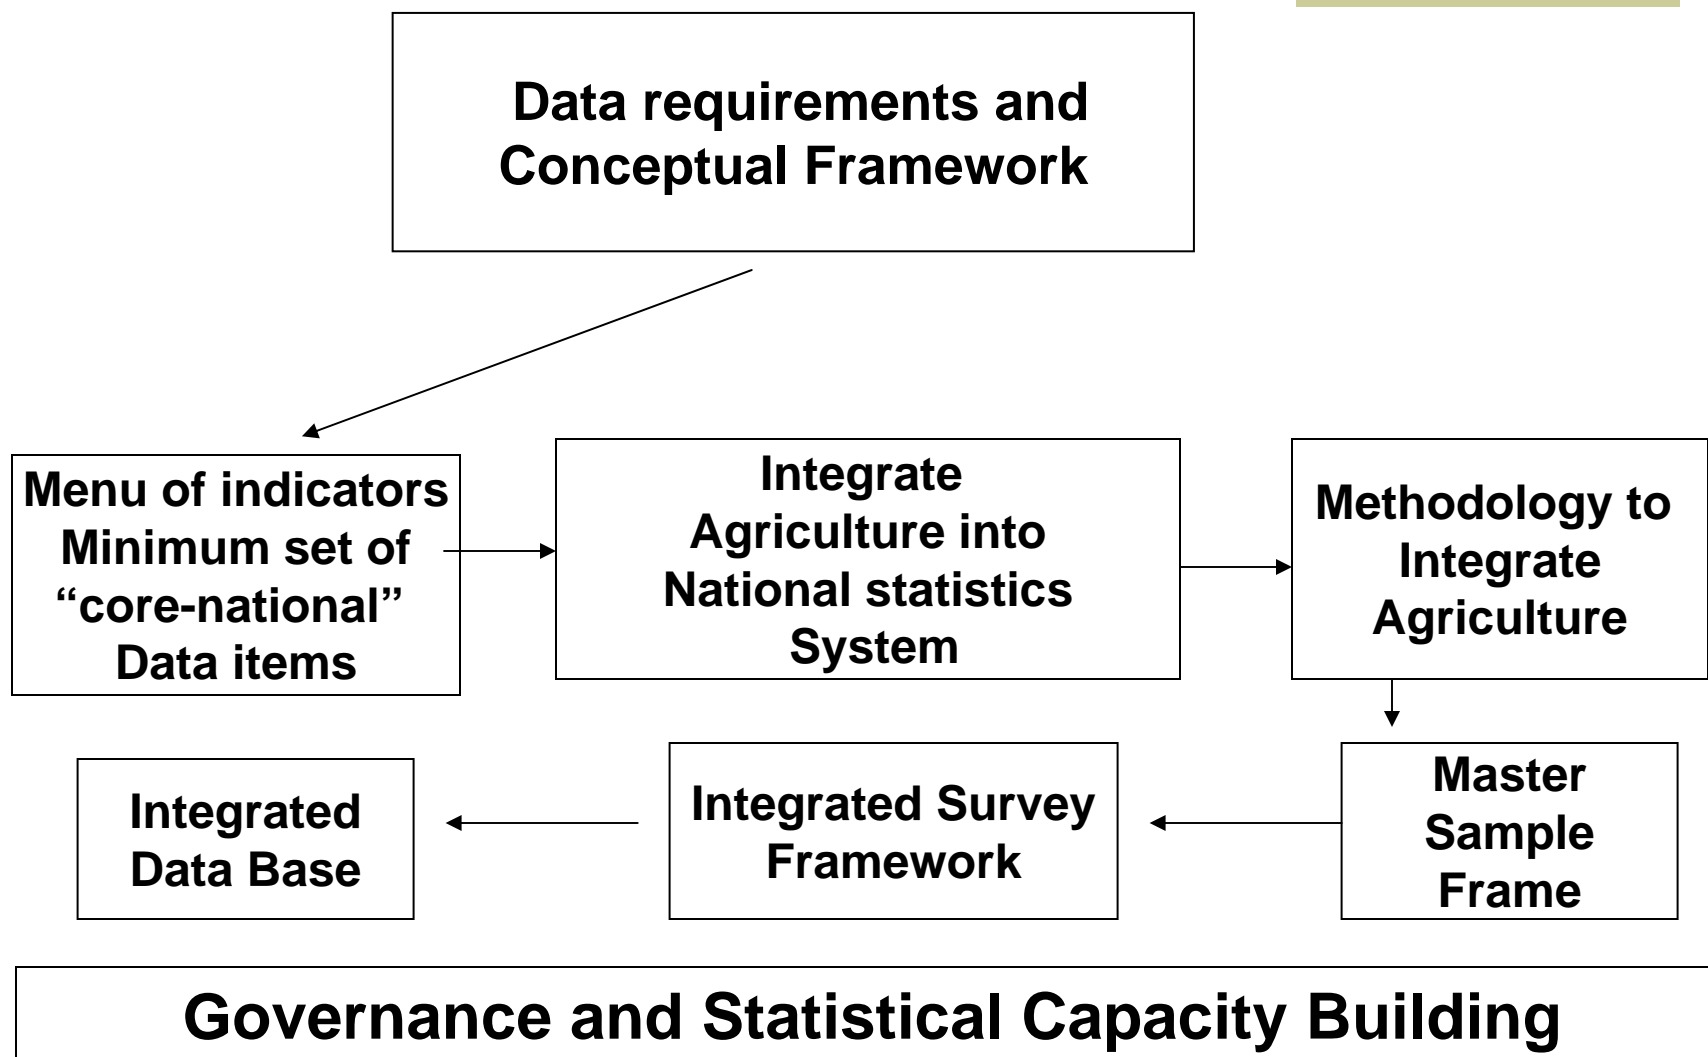 Data requirements and
Conceptual Framework
Menu of indicators
Minimum set of
“core-national”
Data items
Integrate
Agriculture into
National statistics
System
Methodology to
Integrate
Agriculture
Integrated
Data Base
Integrated Survey
Framework
Master
Sample
Frame
Governance and Statistical Capacity Building